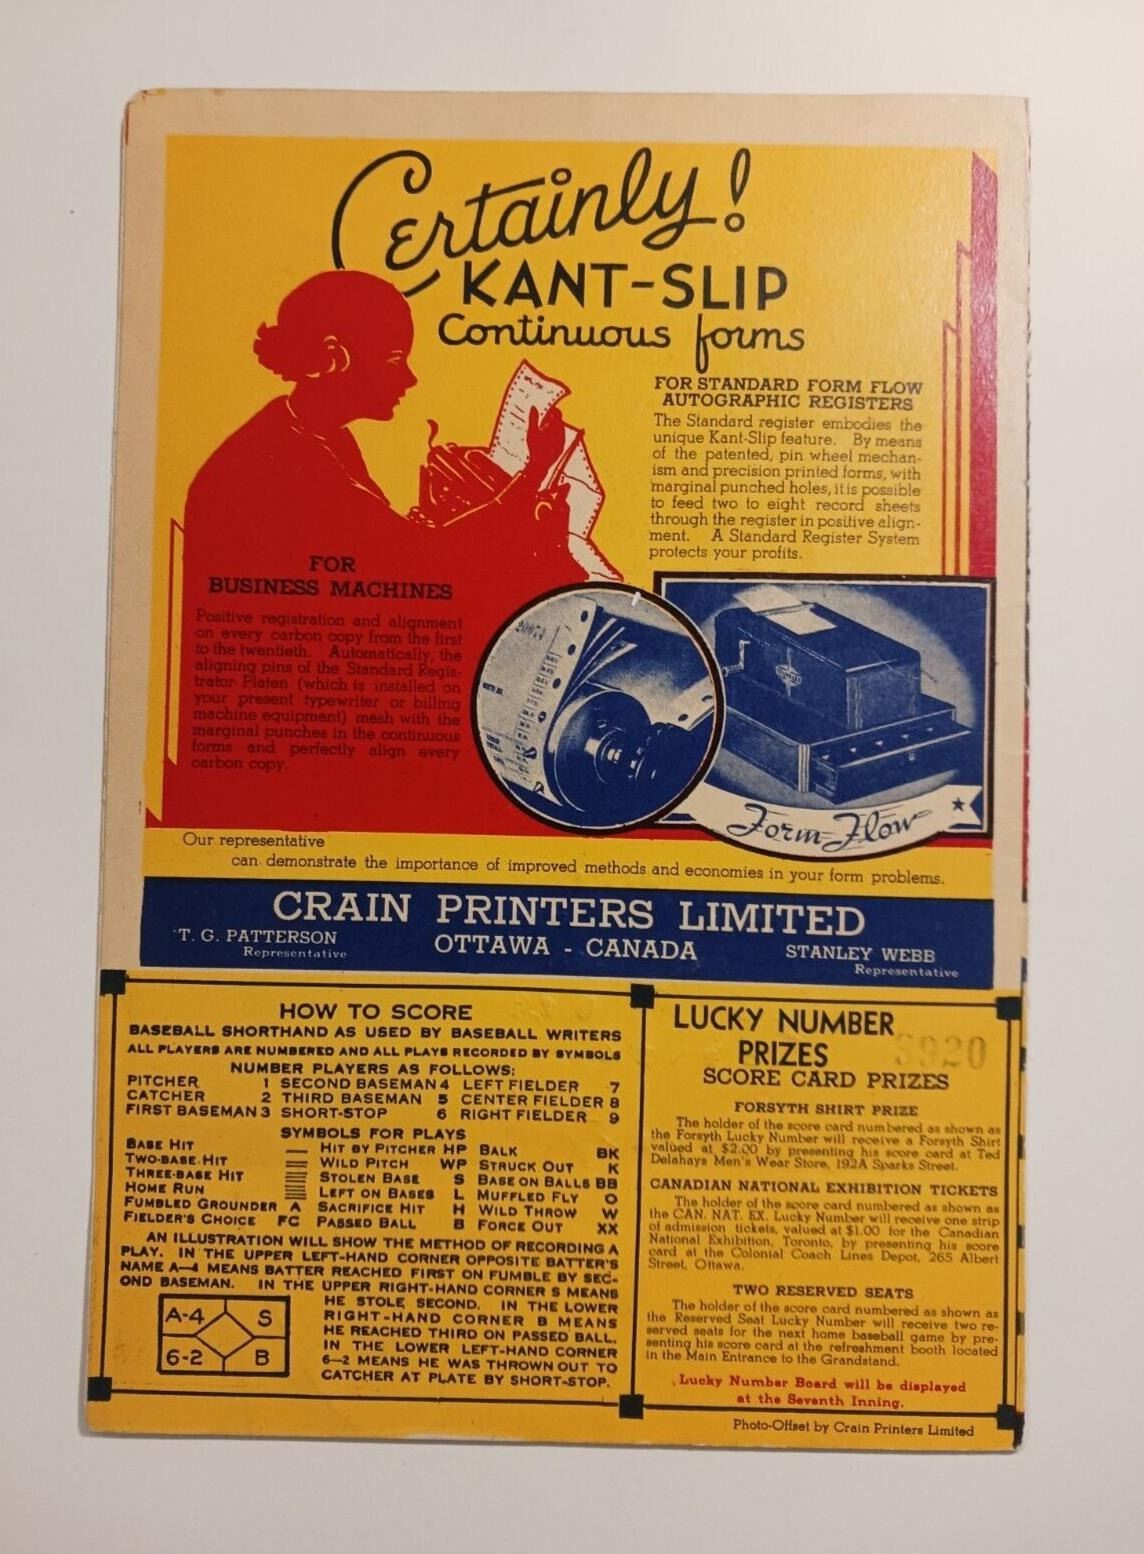 Certainly!
KANT-SLIP
Continuous forms
FOR STANDARD FORM FLOW
AUTOGRAPHIC REGISTERS
The Standard register embodies the
unique Kant-Slip feature. By means
of the patented, pin wheel mechan-
ism and precision printed forms, with
marginal punched holes, it is possible
to feed two to eight record sheets
through the register in positive align-
ment. A Standard Register System
protects your profits.
FOR
BUSINESS MACHINES
Positive registration and alignment
on every carbon copy from the first
to the twentieth. Automatically, the
aligning pins of the Standard Regis-
trator Platen (which is installed on
your present typewriter or billing
machine equipment) mesh with the
marginal punches in the continuous
forms and perfectly align every
carbon copy.
Form-Flow
Our representative
can demonstrate the importance of improved methods and economies in your form problems.
CRAIN PRINTERS LIMITED
T. G. PATTERSON
Representative
OTTAWA - CANADA
STANLEY WEBB
Representative
HOW TO SCORE
BASEBALL SHORTHAND AS USED BY BASEBALL WRITERS
ALL PLAYERS ARE NUMBERED AND ALL PLAYS RECORDED BY SYMBOLS
NUMBER PLAYERS AS FOLLOWS:
PITCHER 1 SECOND BASEMAN 4 LEFT FIELDER 7
CATCHER 2 THIRD BASEMAN 5 CENTER FIELDER 8
FIRST BASEMAN 3 SHORT-STOP 6 RIGHT FIELDER 9
SYMBOLS FOR PLAYS
BASE HIT HIT BY PITCHER HP BALK BK
TWO-BASE HIT WILD PITCH WP STRUCK OUT K
THREE-BASE HIT STOLEN BASE S BASE ON BALLS BB
HOME RUN LEFT ON BASES L MUFFLED FLY O
FUMBLED GROUNDER A SACRIFICE HIT H WILD THROW W
FIELDER'S CHOICE FC PASSED BALL B FORCE OUT XX
AN ILLUSTRATION WILL SHOW THE METHOD OF RECORDING A
PLAY. IN THE UPPER LEFT-HAND CORNER OPPOSITE BATTER'S
NAME A—4 MEANS BATTER REACHED FIRST ON FUMBLE BY SEC-
OND BASEMAN. IN THE UPPER RIGHT-HAND CORNER S MEANS
HE STOLE SECOND. IN THE LOWER
RIGHT-HAND CORNER B MEANS
HE REACHED THIRD ON PASSED BALL.
IN THE LOWER LEFT-HAND CORNER
6—2 MEANS HE WAS THROWN OUT TO
CATCHER AT PLATE BY SHORT-STOP.
A-4 S
6-2 B
LUCKY NUMBER
PRIZES 3920
SCORE CARD PRIZES
FORSYTH SHIRT PRIZE
The holder of the score card numbered as shown as
the Forsyth Lucky Number will receive a Forsyth Shirt
valued at $2.00 by presenting his score card at Ted
Delahays Men's Wear Store, 192A Sparks Street.
CANADIAN NATIONAL EXHIBITION TICKETS
The holder of the score card numbered as shown as
the CAN. NAT. EX. Lucky Number will receive one strip
of admission tickets, valued at $1.00 for the Canadian
National Exhibition, Toronto, by presenting his score
card at the Colonial Coach Lines Depot, 265 Albert
Street, Ottawa.
TWO RESERVED SEATS
The holder of the score card numbered as shown as
the Reserved Seat Lucky Number will receive two re-
served seats for the next home baseball game by pre-
senting his score card at the refreshment booth located
in the Main Entrance to the Grandstand.
Lucky Number Board will be displayed
at the Seventh Inning.
Photo-Offset by Crain Printers Limited